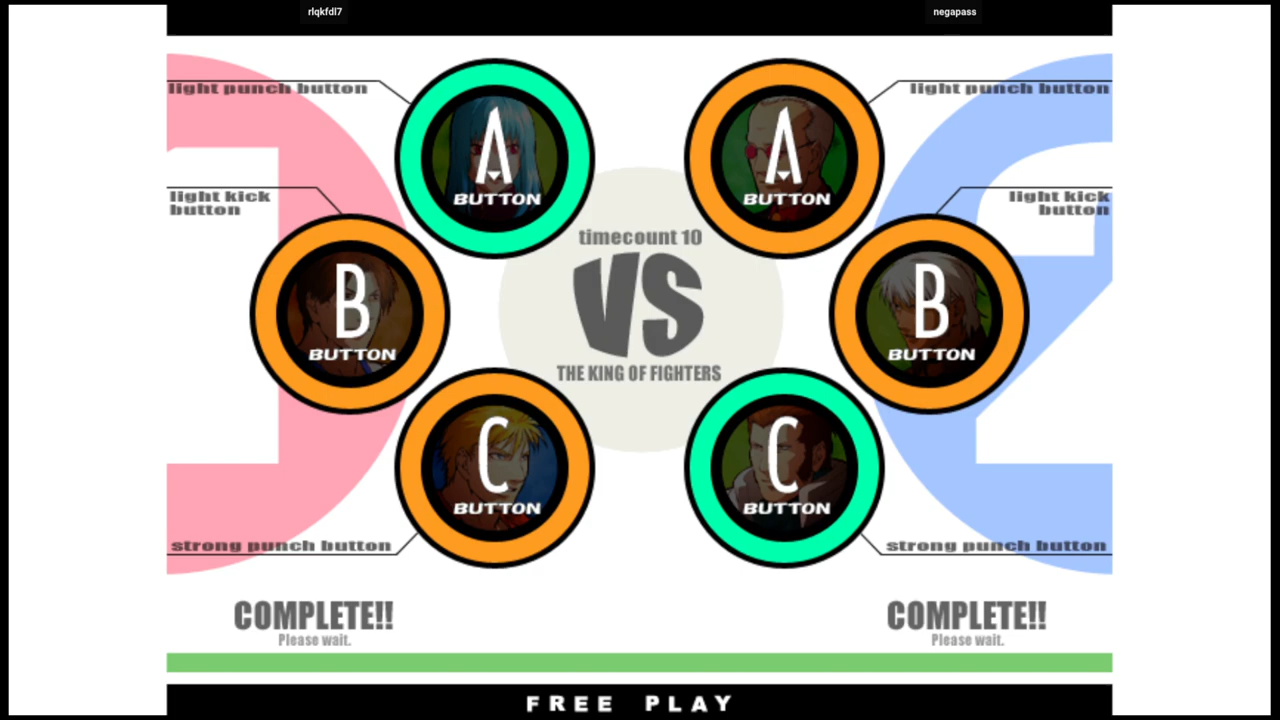 rlqkfdl7
negapass
light punch button
light punch button
A
BUTTON
A
BUTTON
light kick
button
light kick
button
timecount 10
VS
THE KING OF FIGHTERS
B
BUTTON
B
BUTTON
C
BUTTON
C
BUTTON
strong punch button
strong punch button
COMPLETE!!
Please wait.
COMPLETE!!
Please wait.
FREE PLAY